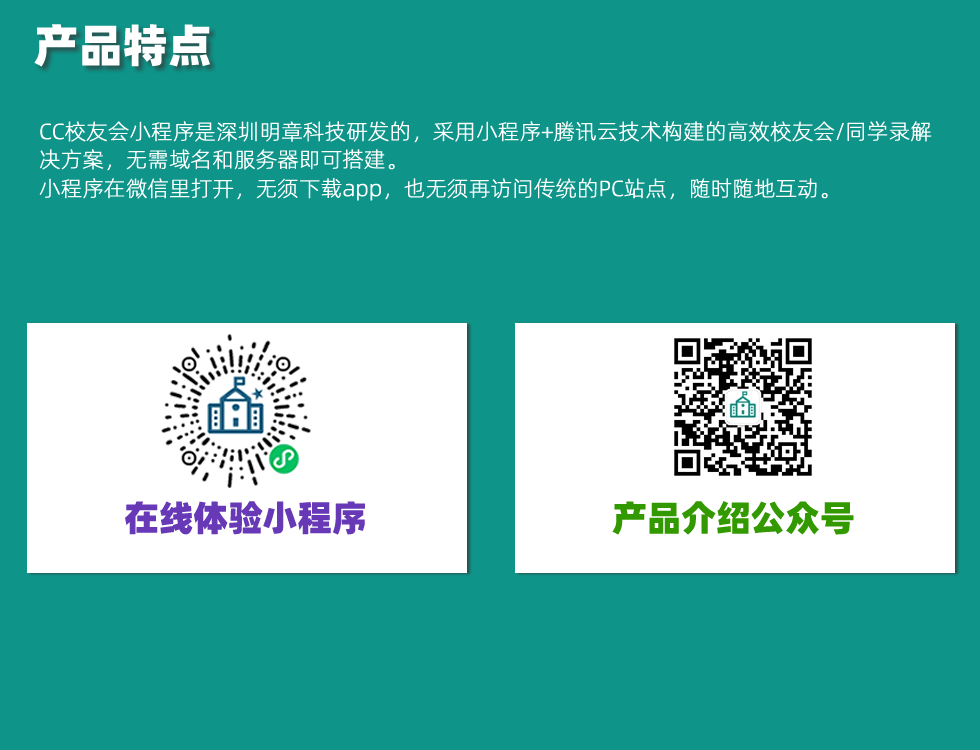 产品特点
CC校友会小程序是深圳明章科技研发的，采用小程序+腾讯云技术构建的高效校友会/同学录解
决方案，无需域名和服务器即可搭建。
小程序在微信里打开，无须下载app，也无须再访问传统的PC站点，随时随地互动。
在线体验小程序
产品介绍公众号